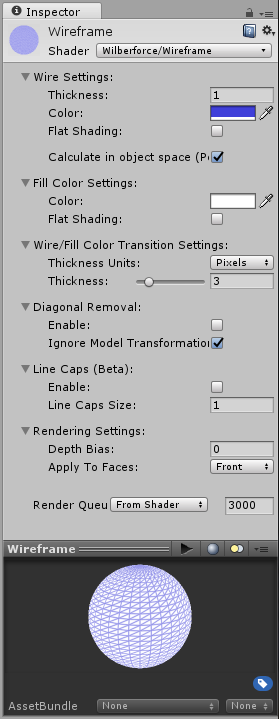 Inspector
Wireframe
Shader Wilberforce/Wireframe
Wire Settings:
Thickness: 1
Color:
Flat Shading:
Calculate in object space (P
Fill Color Settings:
Color:
Flat Shading:
Wire/Fill Color Transition Settings:
Thickness Units: Pixels
Thickness: 3
Diagonal Removal:
Enable:
Ignore Model Transformation
Line Caps (Beta):
Enable:
Line Caps Size: 1
Rendering Settings:
Depth Bias: 0
Apply To Faces: Front
Render Queu From Shader 3000
Wireframe
AssetBundle None None